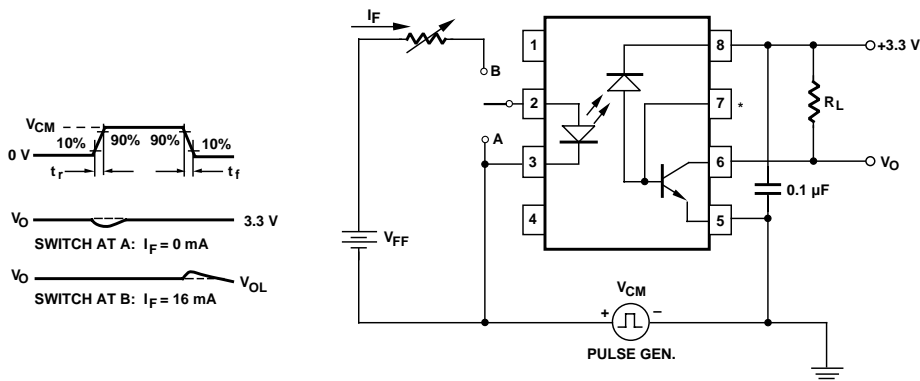 V_CM
10% 90% 90% 10%
0 V
t_r t_f
V_O 3.3 V
SWITCH AT A: I_F = 0 mA
V_O V_OL
SWITCH AT B: I_F = 16 mA
I_F
B
A
V_FF
1
2
3
4
8
7 *
6
5
+3.3 V
R_L
V_O
0.1 µF
V_CM
+ –
PULSE GEN.